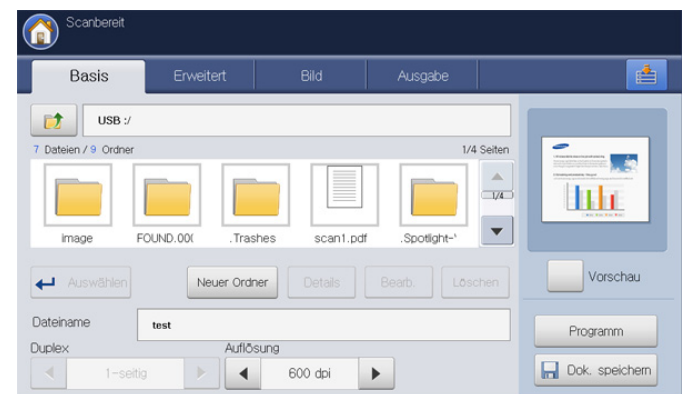 Scanbereit
Basis
Erweitert
Bild
Ausgabe
USB :/
7 Dateien / 9 Ordner
1/4 Seiten
image
FOUND.00(
.Trashes
scan1.pdf
.Spotlight-'
1/4
Auswählen
Neuer Ordner
Details
Bearb.
Löschen
Vorschau
Dateiname
test
Programm
Duplex
Auflösung
1-seitig
600 dpi
Dok. speichern